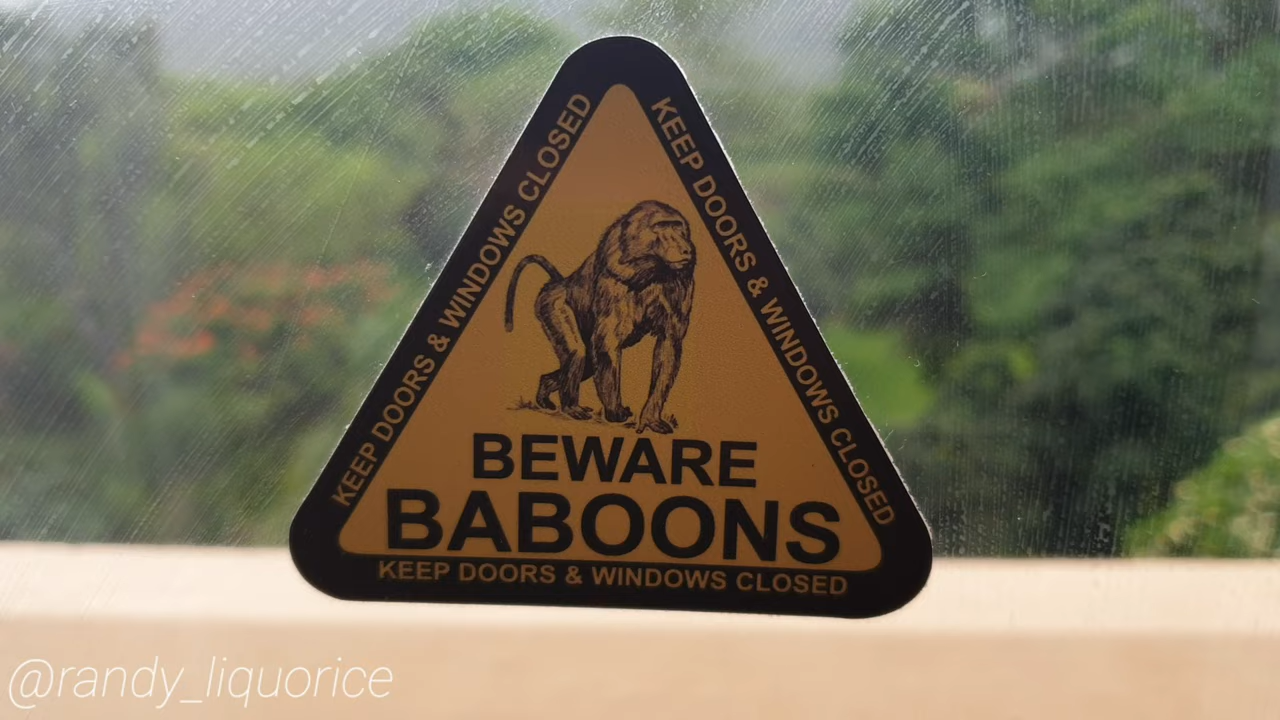 KEEP DOORS & WINDOWS CLOSED
KEEP DOORS & WINDOWS CLOSED
BEWARE
BABOONS
KEEP DOORS & WINDOWS CLOSED
@randy_liquorice